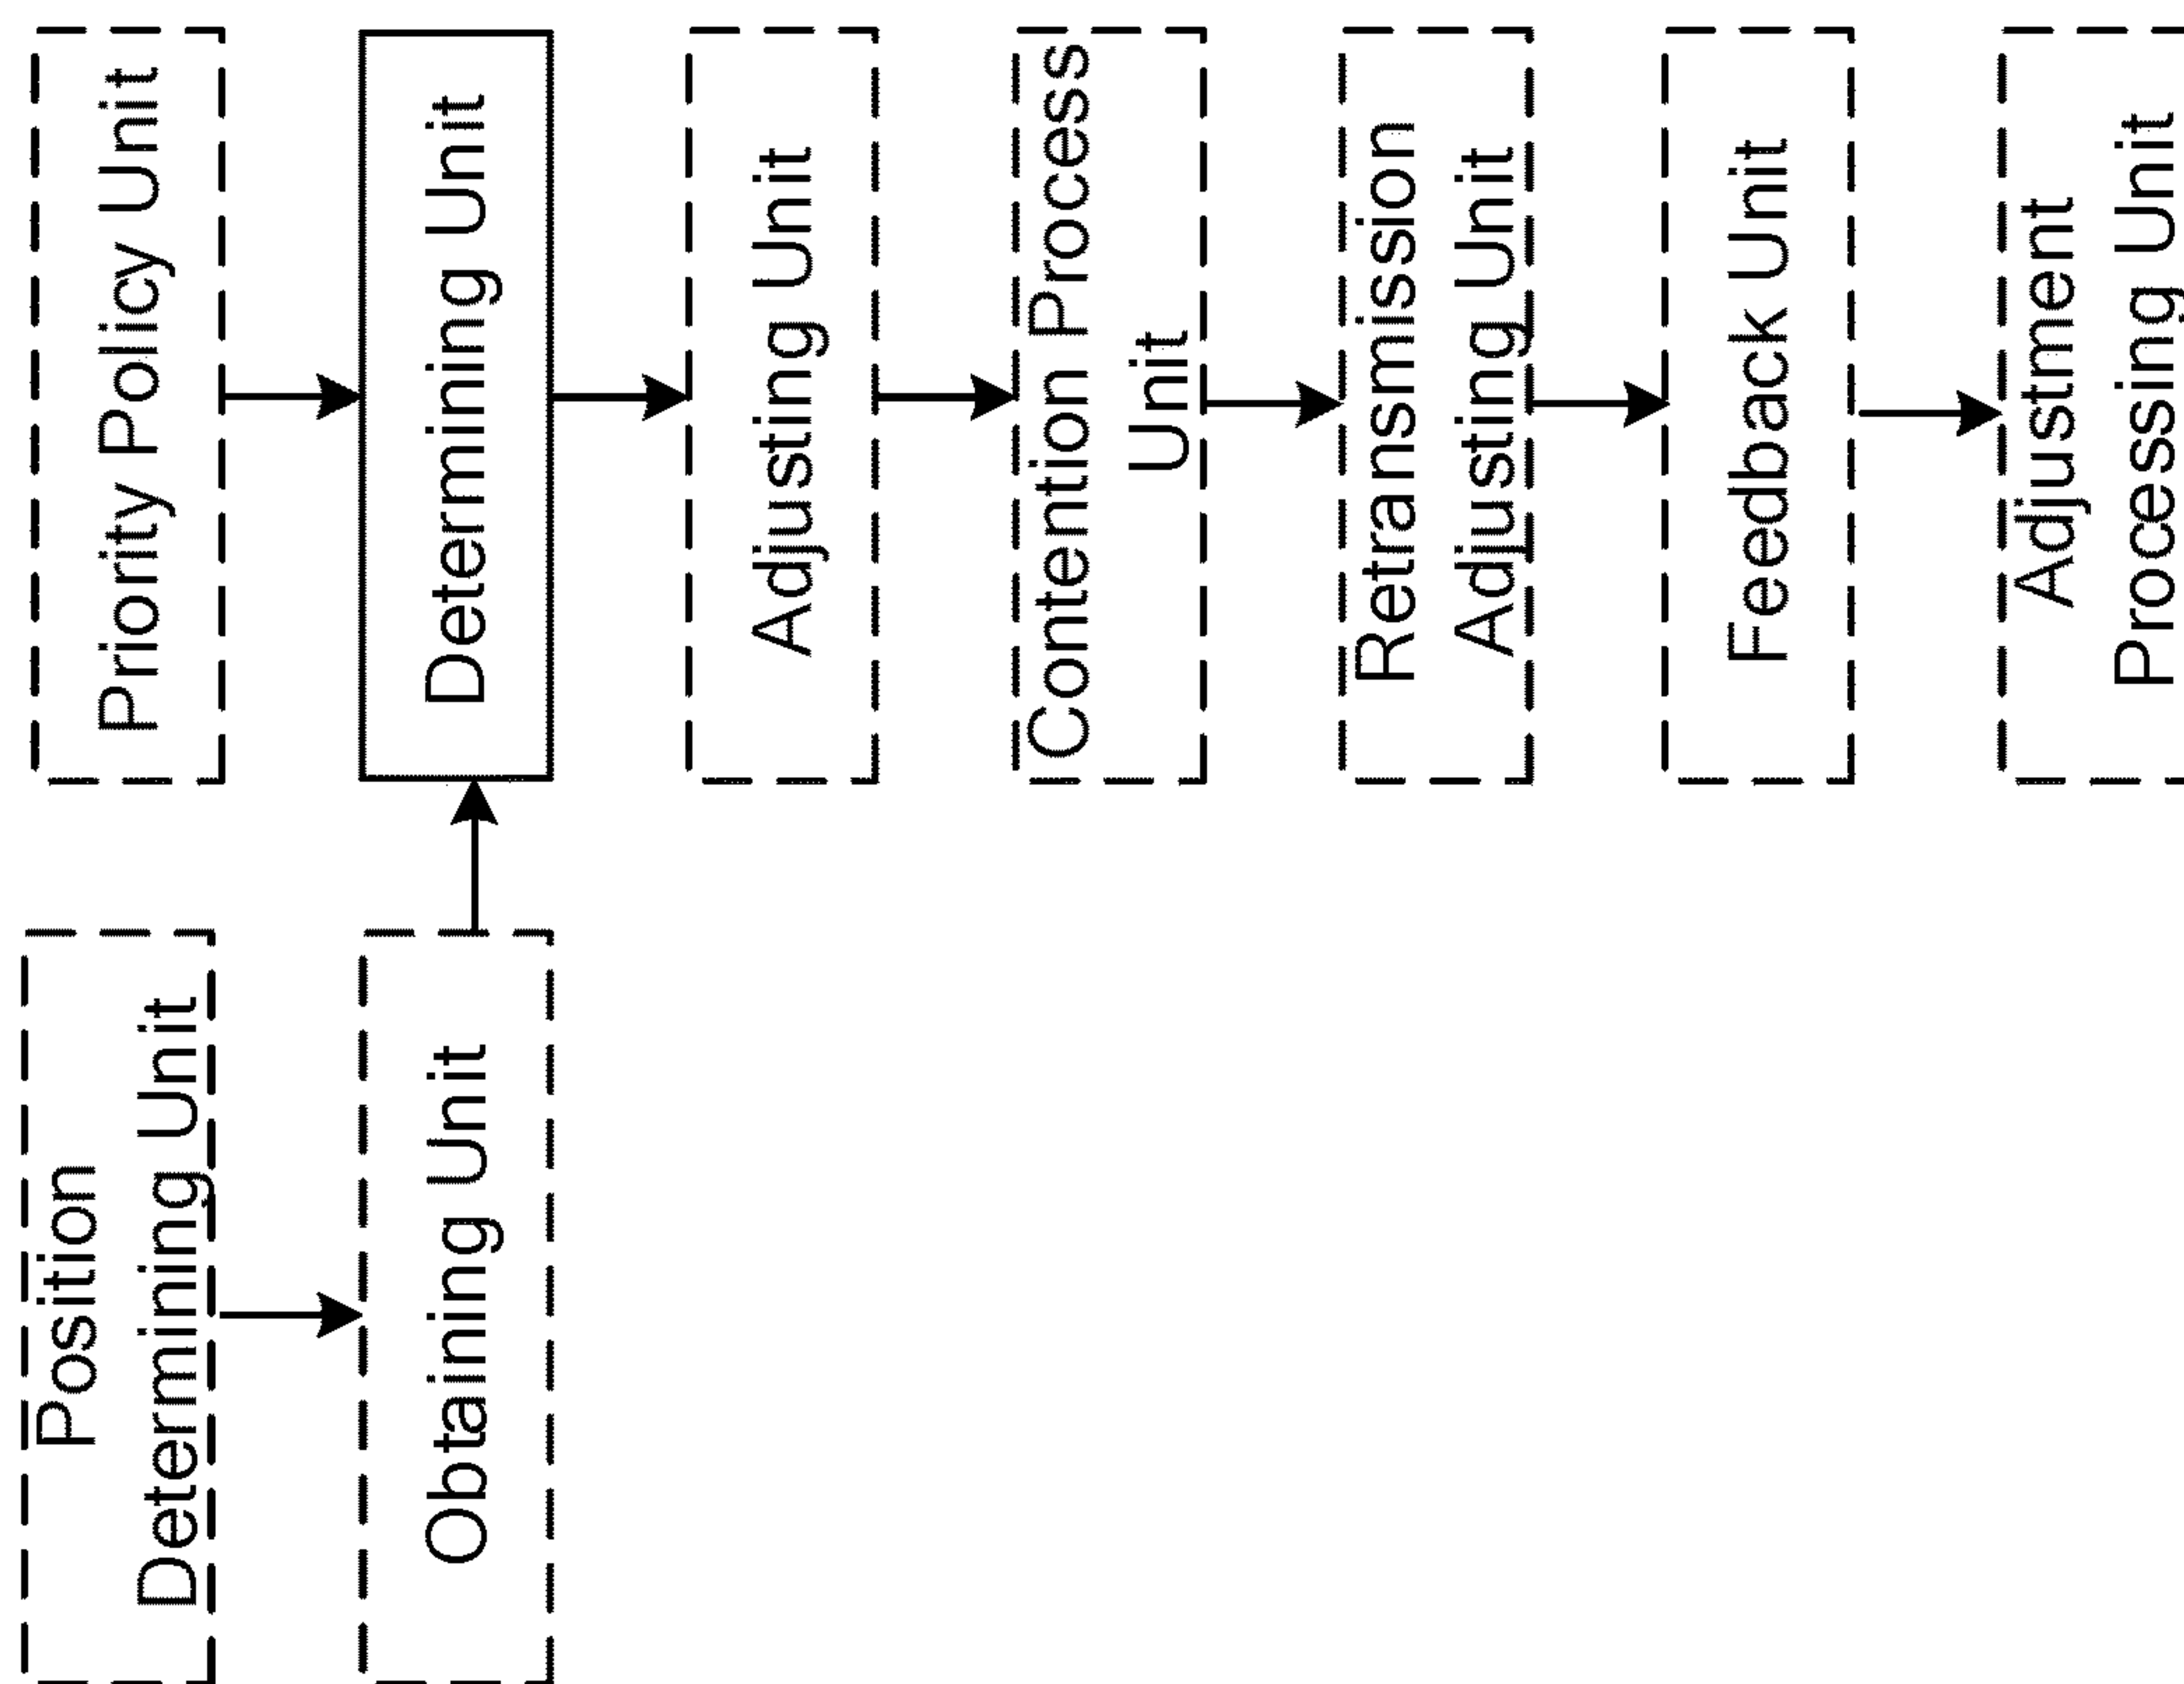 Priority Policy Unit
Determining Unit
Adjusting Unit
Contention Process
Unit
Retransmission
Adjusting Unit
Feedback Unit
Adjustment
Processing Unit
Position
Determining Unit
Obtaining Unit